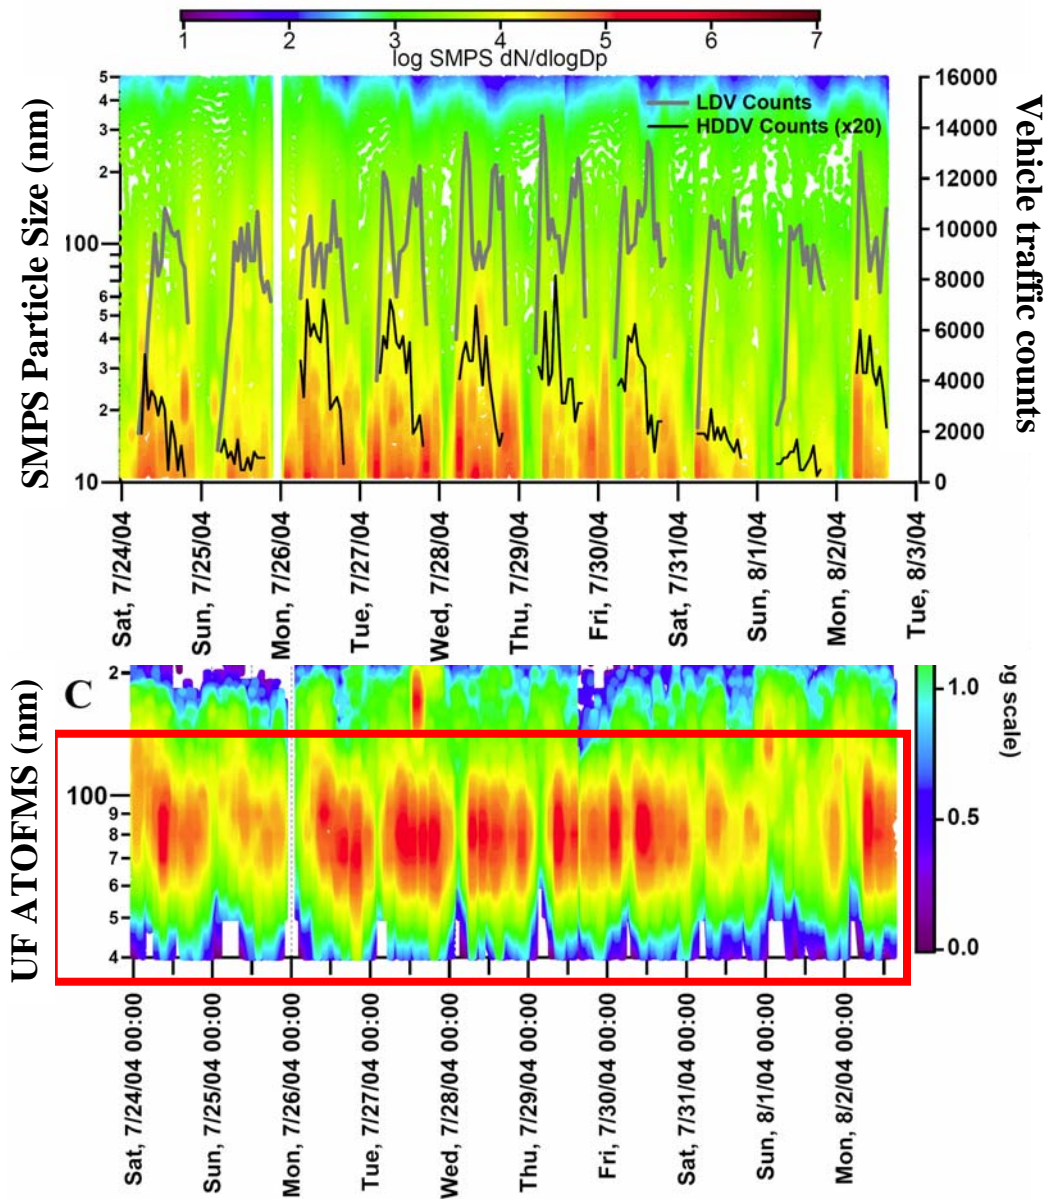 1 2 3 4 5 6 7
log SMPS dN/dlogDp
SMPS Particle Size (nm)
5
4
3
2
100
6
5
4
3
2
10
LDV Counts
HDDV Counts (x20)
16000
14000
12000
10000
8000
6000
4000
2000
0
Vehicle traffic counts
Sat, 7/24/04
Sun, 7/25/04
Mon, 7/26/04
Tue, 7/27/04
Wed, 7/28/04
Thu, 7/29/04
Fri, 7/30/04
Sat, 7/31/04
Sun, 8/1/04
Mon, 8/2/04
Tue, 8/3/04
UF ATOFMS (nm)
C
2
100
9
8
7
6
5
4
1.0
0.5
0.0
og scale)
Sat, 7/24/04 00:00
Sun, 7/25/04 00:00
Mon, 7/26/04 00:00
Tue, 7/27/04 00:00
Wed, 7/28/04 00:00
Thu, 7/29/04 00:00
Fri, 7/30/04 00:00
Sat, 7/31/04 00:00
Sun, 8/1/04 00:00
Mon, 8/2/04 00:00